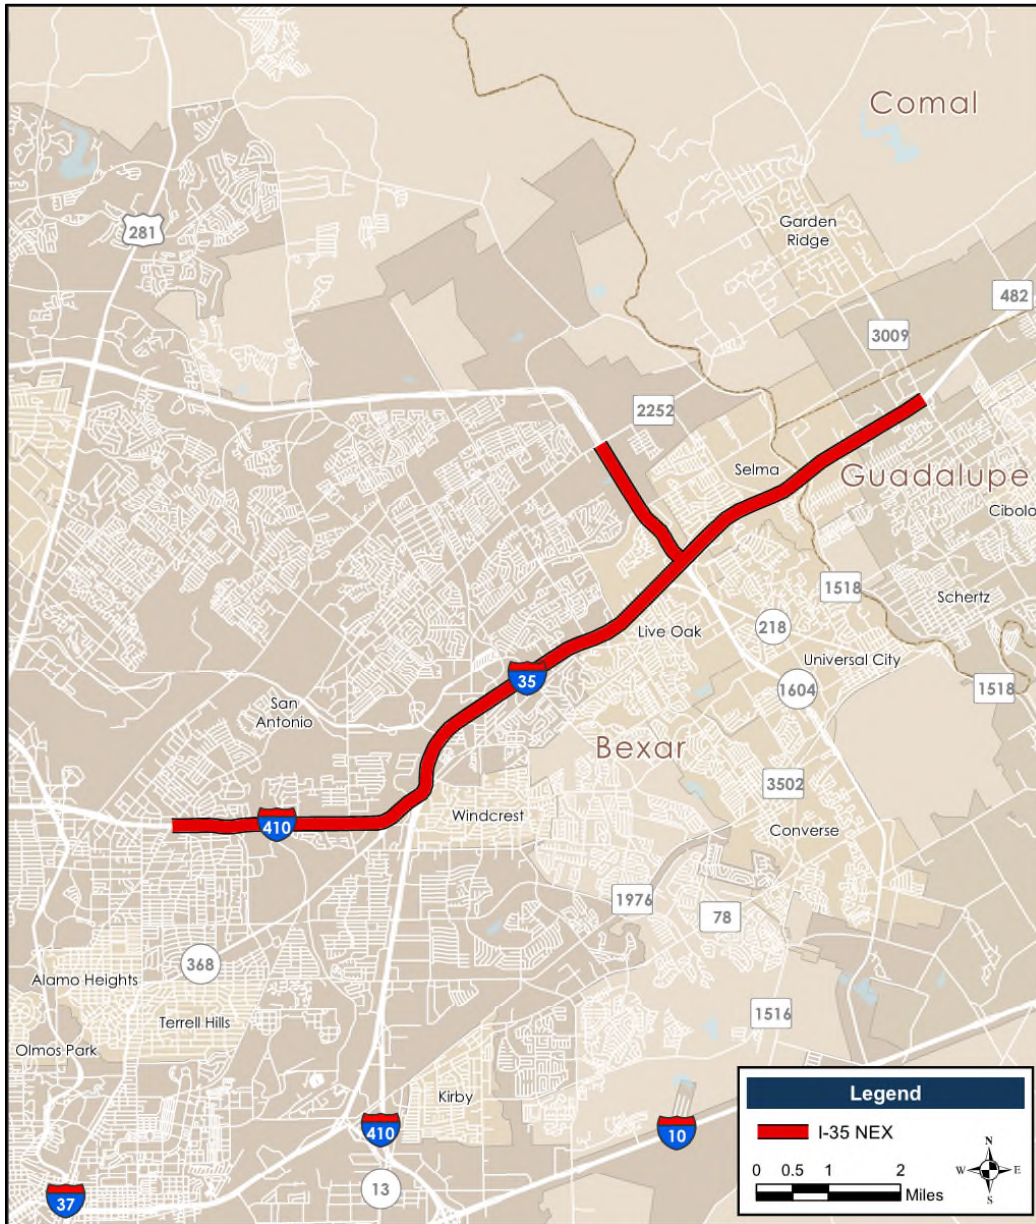 Comal
Garden
Ridge
281
482
3009
2252
Selma
Guadalupe
Cibolo
1518
Schertz
Live Oak
218
Universal City
35
1604
1518
San
Antonio
Bexar
3502
Windcrest
410
Converse
1976
78
368
Alamo Heights
1516
Terrell Hills
Olmos Park
Kirby
410
10
13
37
Legend
I-35 NEX
0 0.5 1 2
Miles
N
W E
S